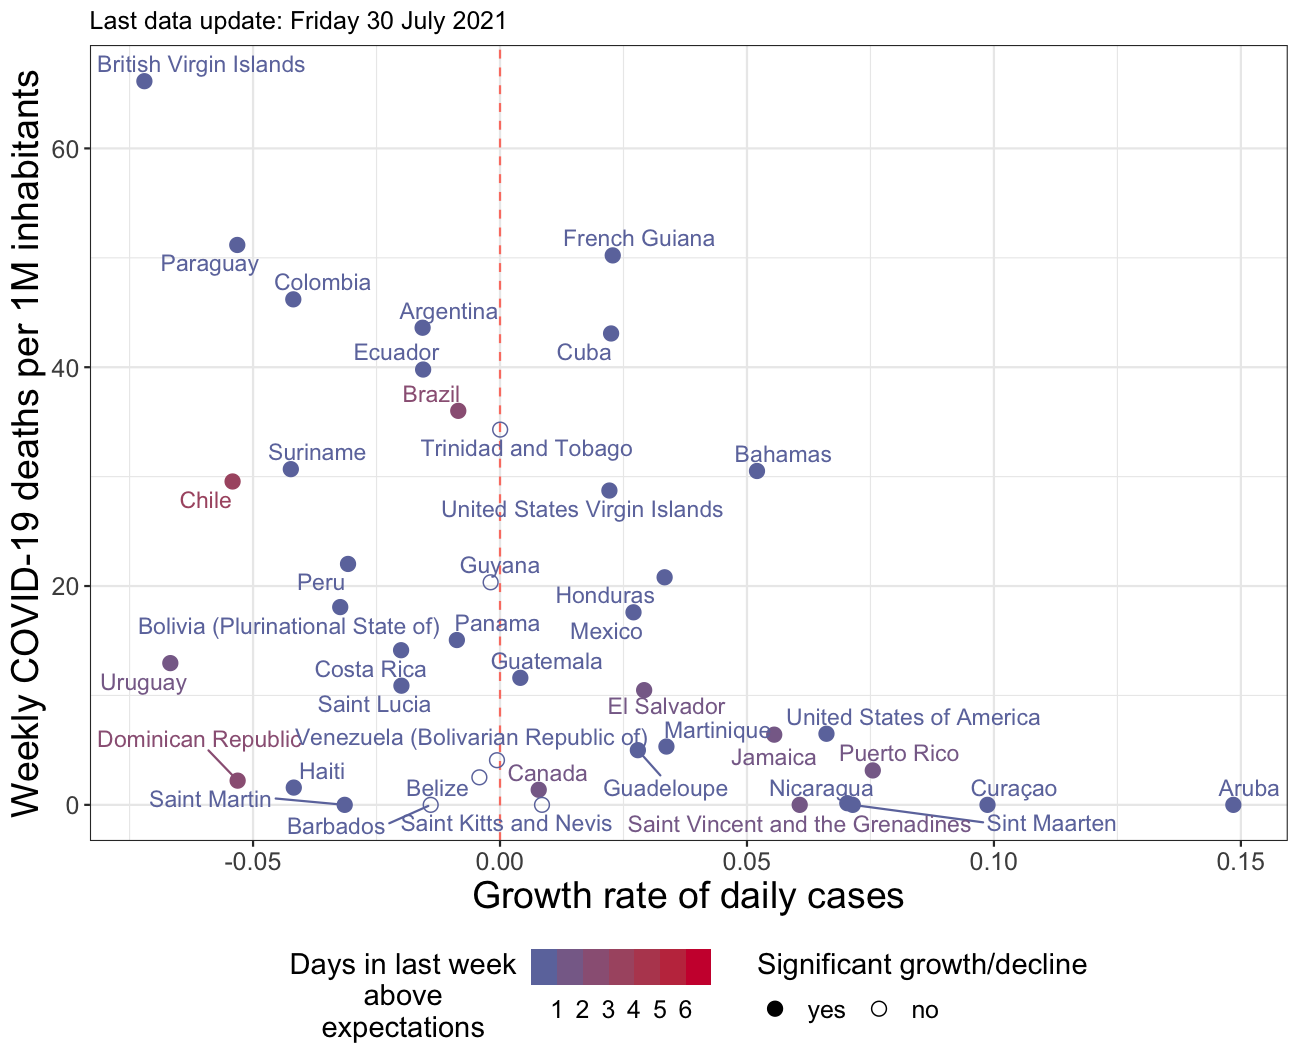 Last data update: Friday 30 July 2021
Weekly COVID-19 deaths per 1M inhabitants
60
40
20
0
British Virgin Islands
French Guiana
Paraguay
Colombia
Argentina
Ecuador
Cuba
Brazil
Trinidad and Tobago
Suriname
Bahamas
Chile
United States Virgin Islands
Guyana
Peru
Honduras
Bolivia (Plurinational State of)
Panama
Mexico
Guatemala
Costa Rica
Uruguay
Saint Lucia
El Salvador
United States of America
Martinique
Dominican Republic
Venezuela (Bolivarian Republic of)
Puerto Rico
Jamaica
Haiti
Canada
Belize
Guadeloupe
Nicaragua
Curaçao
Aruba
Saint Martin
Barbados
Saint Kitts and Nevis
Saint Vincent and the Grenadines
Sint Maarten
-0.05
0.00
0.05
0.10
0.15
Growth rate of daily cases
Days in last week
above
expectations
1 2 3 4 5 6
Significant growth/decline
yes
no